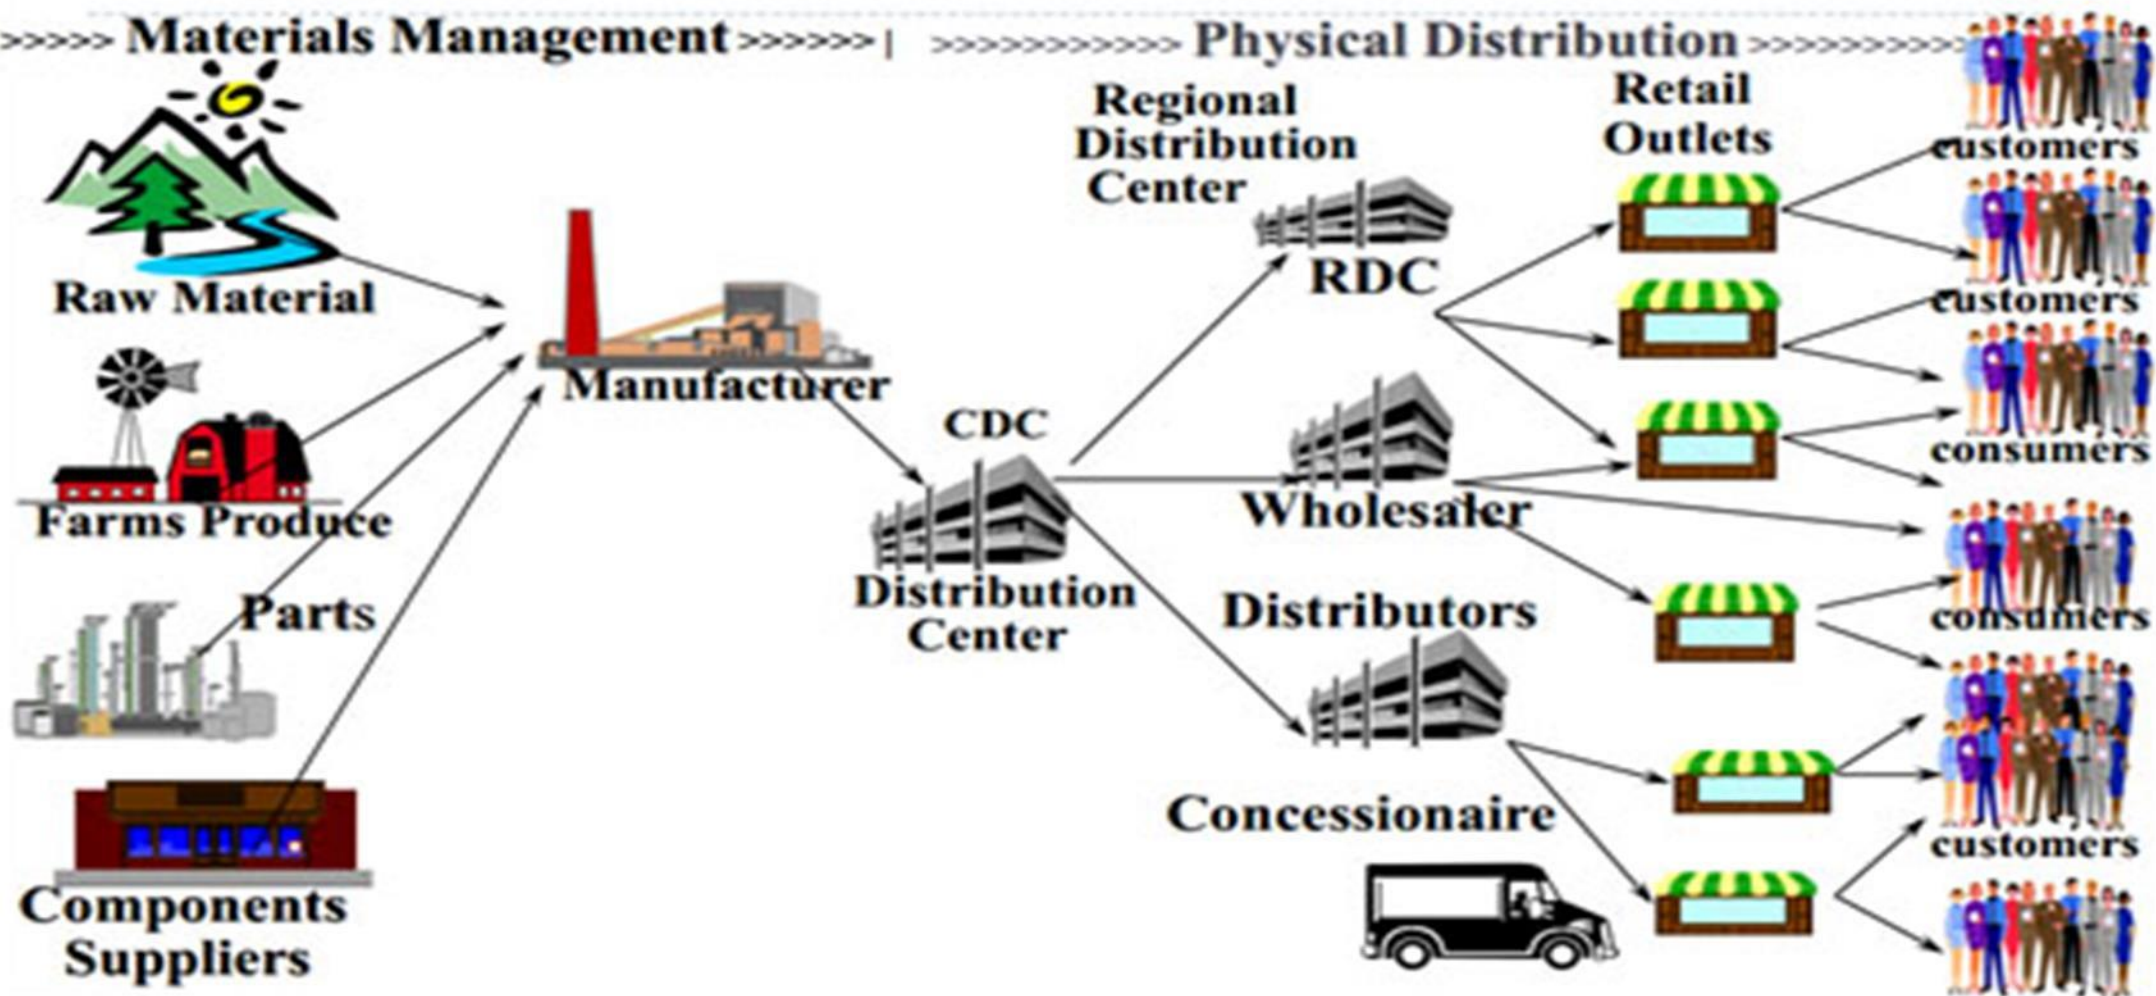 >>>>> Materials Management >>>>>> | >>>>>>>>>>> Physical Distribution >>>>>>>>>>>
Regional
Distribution
Center
RDC
Retail
Outlets
customers
Raw Material
customers
Manufacturer
CDC
consumers
Farms Produce
Wholesaler
Parts
Distribution
Center
Distributors
consumers
Concessionaire
customers
Components
Suppliers